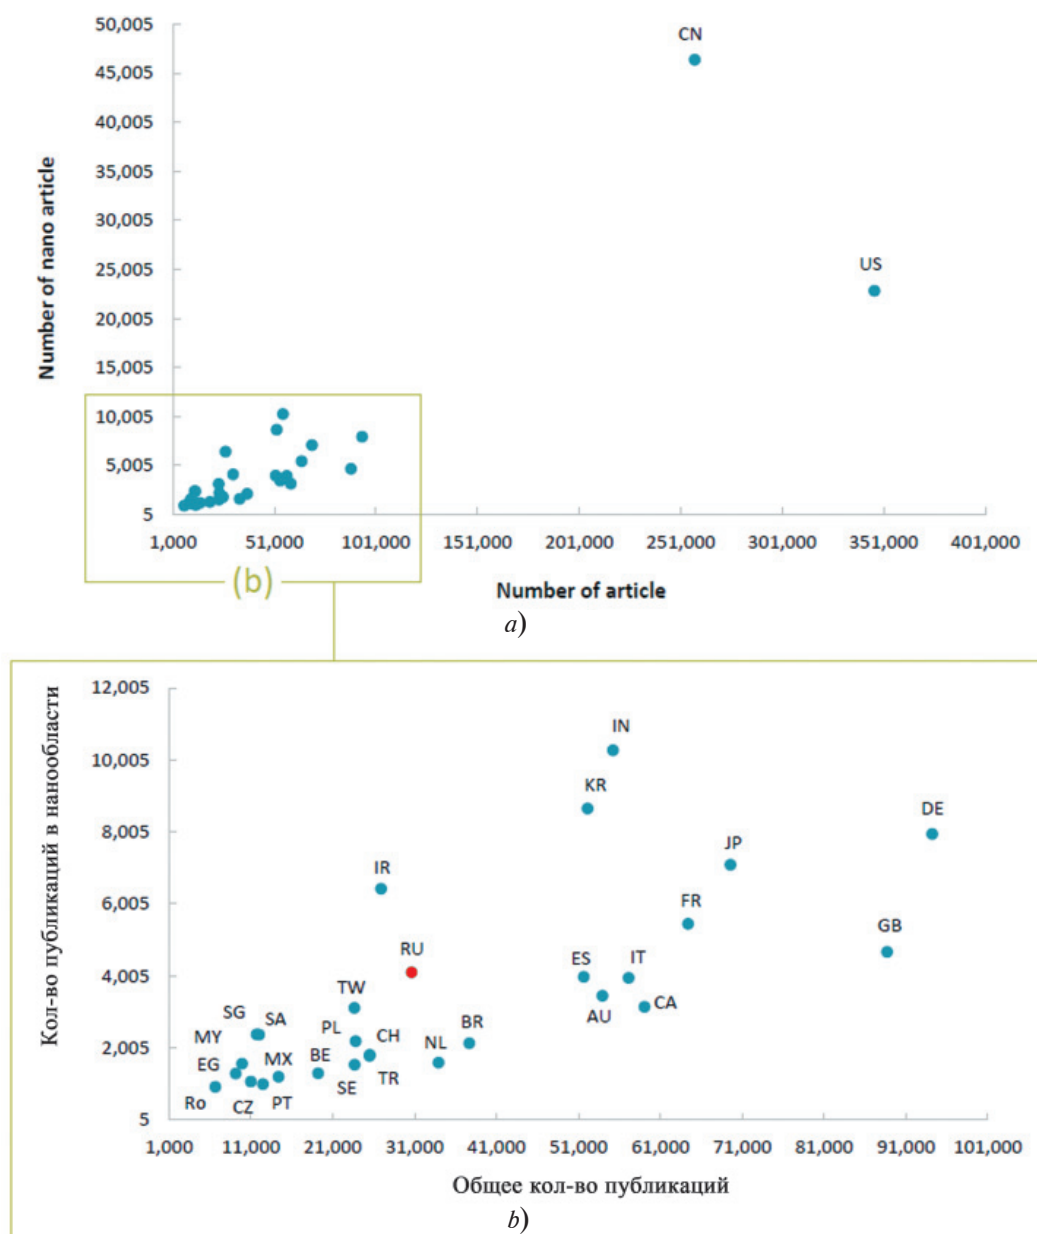 50,005
CN
45,005
40,005
35,005
30,005
25,005
US
20,005
15,005
10,005
5,005
5
Number of nano article
1,000 51,000 101,000 151,000 201,000 251,000 301,000 351,000 401,000
(b)
Number of article
a)
12,005
IN
10,005
KR
DE
8,005
JP
IR
6,005
FR
GB
RU
ES IT
4,005
TW
CA
SG SA
AU
MY
PL CH
BR
NL
2,005
EG
MX BE
TR
SE
Ro CZ PT
5
Кол-во публикаций в нанообласти
1,000 11,000 21,000 31,000 41,000 51,000 61,000 71,000 81,000 91,000 101,000
Общее кол-во публикаций
b)